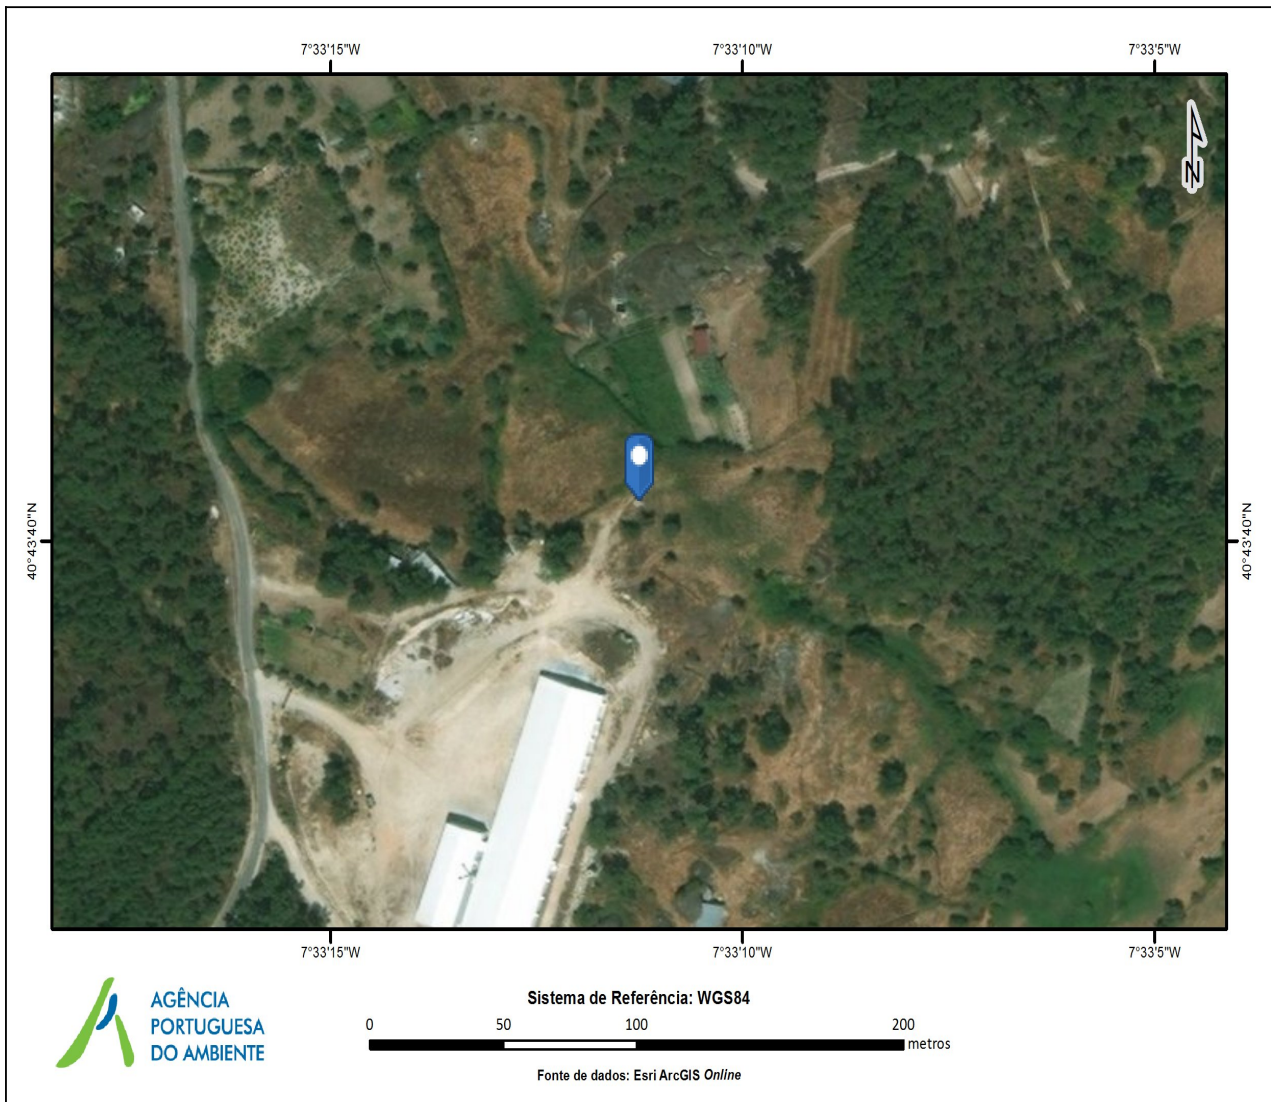 7°33'15"W 7°33'10"W 7°33'5"W
N
40°43'40"N 40°43'40"N
7°33'15"W 7°33'10"W 7°33'5"W
AGÊNCIA
PORTUGUESA
DO AMBIENTE
Sistema de Referência: WGS84
0 50 100 200
metros
Fonte de dados: Esri ArcGIS Online